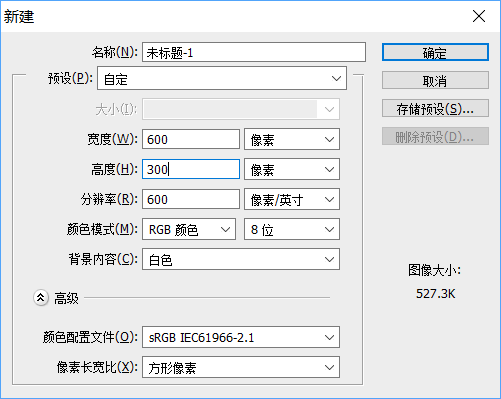 新建
名称(N): 未标题-1
确定
预设(P): 自定
取消
大小(I):
存储预设(S)...
宽度(W): 600 像素
删除预设(D)...
高度(H): 300 像素
分辨率(R): 600 像素/英寸
颜色模式(M): RGB 颜色 8 位
背景内容(C): 白色
图像大小:
527.3K
高级
颜色配置文件(O): sRGB IEC61966-2.1
像素长宽比(X): 方形像素